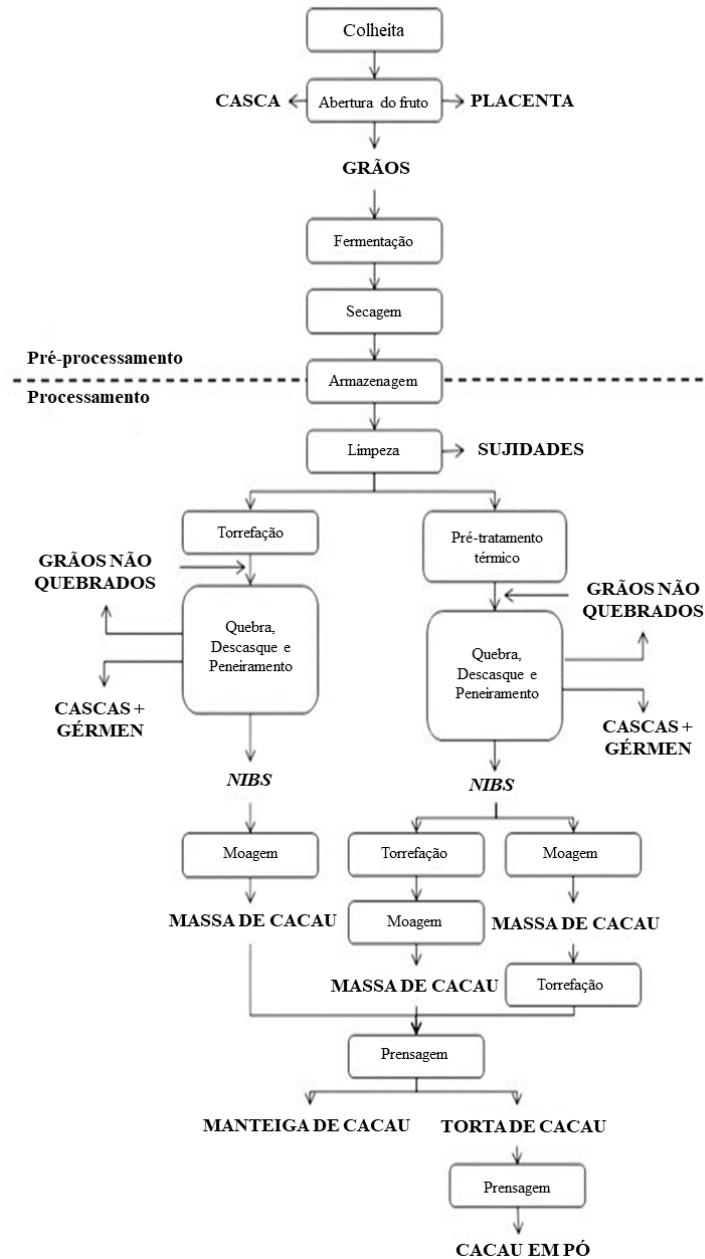 Colheita
CASCA
Abertura do fruto
PLACENTA
GRÃOS
Fermentação
Secagem
Pré-processamento
Armazenagem
Processamento
Limpeza
SUJIDADES
Torrefação
Pré-tratamento
térmico
GRÃOS NÃO
QUEBRADOS
GRÃOS NÃO
QUEBRADOS
Quebra,
Descasque e
Peneiramento
Quebra,
Descasque e
Peneiramento
CASCAS +
GÉRMEN
CASCAS +
GÉRMEN
NIBS
NIBS
Moagem
Torrefação
Moagem
MASSA DE CACAU
Moagem
MASSA DE CACAU
MASSA DE CACAU
Torrefação
Prensagem
MANTEIGA DE CACAU
TORTA DE CACAU
Prensagem
CACAU EM PÓ